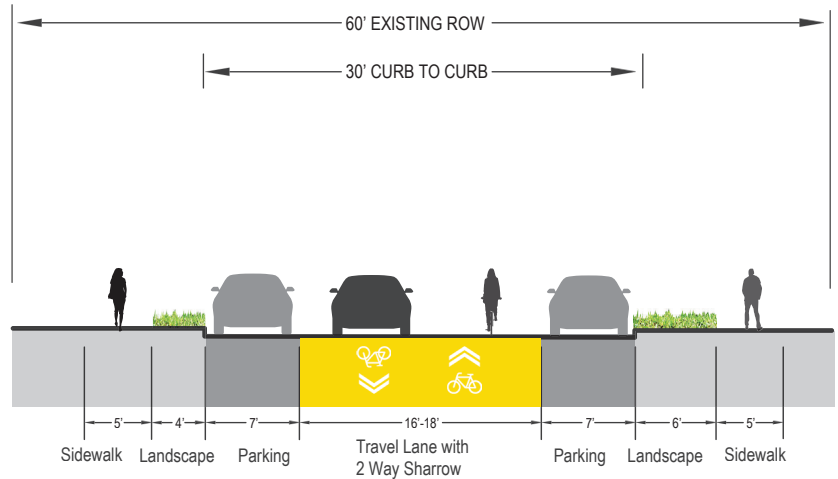 60' EXISTING ROW
30' CURB TO CURB
5' 4' 7' 16'-18' 7' 6' 5'
Sidewalk Landscape Parking Travel Lane with Parking Landscape Sidewalk
2 Way Sharrow